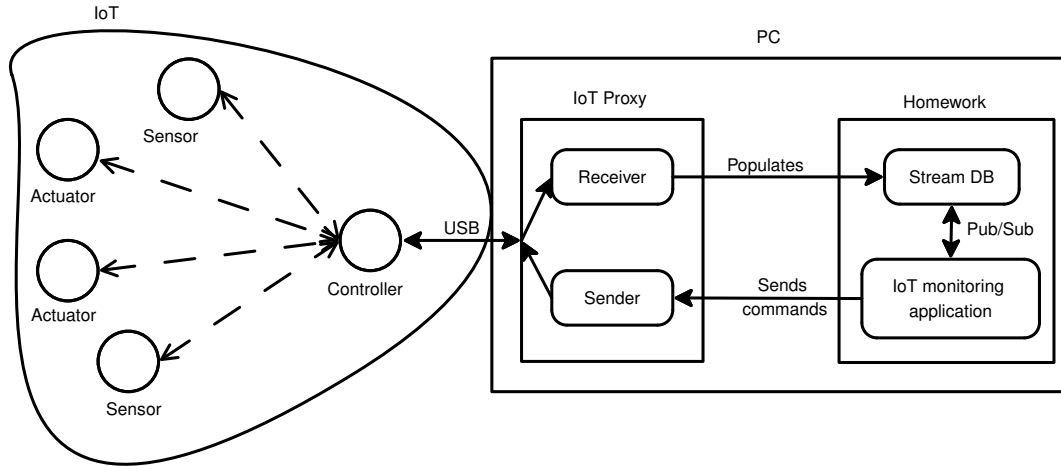 IoT
PC
IoT Proxy
Homework
Sensor
Receiver
Populates
Stream DB
Actuator
USB
Pub/Sub
Controller
Sender
Sends
commands
IoT monitoring
application
Actuator
Sensor